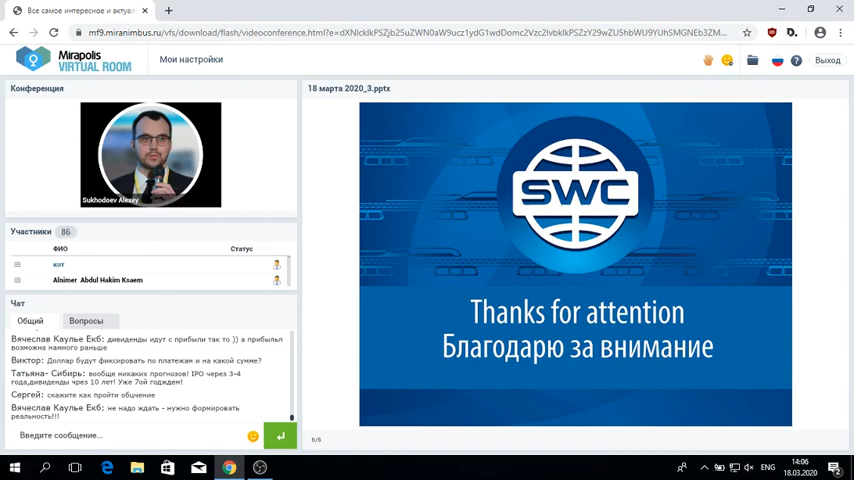 Все самое интересное и актуа
mf9.miranimbus.ru/vfs/download/flash/videoconference.html?e=
Mirapolis
VIRTUAL ROOM
Мои настройки
Выход
Конференция
Sukhodoev Alexey
Участники 86
ФИО Статус
кот
Alnimer Abdul Hakim Ksaem
Чат
Общий Вопросы
Вячеслав Каулье Екб: дивиденды идут с прибыли так то )) а прибыльл
возможна намного раньше
Виктор: Доллар будут фиксировать по платежам и на какой сумме?
Татьяна- Сибирь: вообще никаких прогнозов! IPO через 3-4
года,дивиденды чрез 10 лет! Уже 7ой годждем!
Сергей: скажите как пройти обцчение
Вячеслав Каулье Екб: не надо ждать - нужно формировать
реальность!!!
Введите сообщение...
18 марта 2020_3.pptx
SWC
Thanks for attention
Благодарю за внимание
6/6
ENG
14:06
18.03.2020
2